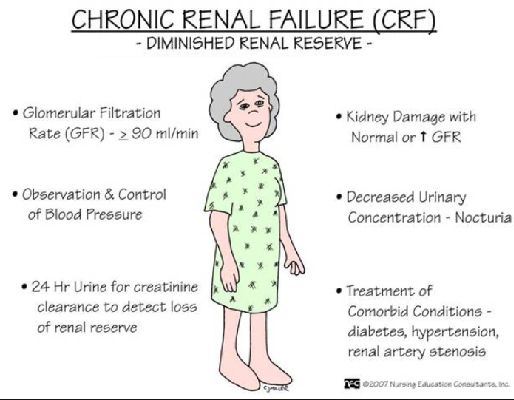 CHRONIC RENAL FAILURE (CRF)
- DIMINISHED RENAL RESERVE -
• Glomerular Filtration
Rate (GFR) - ≥ 90 ml/min
• Observation & Control
of Blood Pressure
• 24 Hr Urine for creatinine
clearance to detect loss
of renal reserve
• Kidney Damage with
Normal or ↑ GFR
• Decreased Urinary
Concentration - Nocturia
• Treatment of
Comorbid Conditions -
diabetes, hypertension,
renal artery stenosis
©2007 Nursing Education Consultants, Inc.